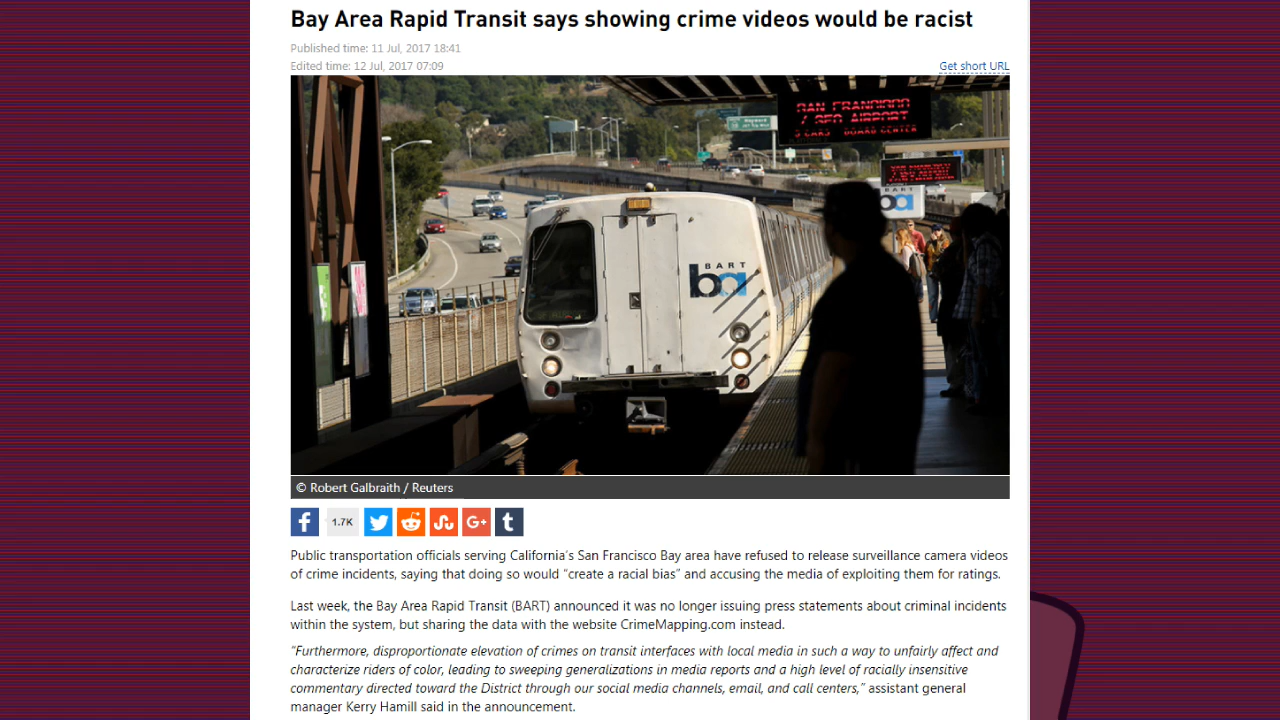 Bay Area Rapid Transit says showing crime videos would be racist
Published time: 11 Jul, 2017 18:41
Edited time: 12 Jul, 2017 07:09
Get short URL
SAN FRANCISCO
/ SFO AIRPORT
9 CARS BOARD CENTER
BART
ba
BART
ba
© Robert Galbraith / Reuters
1.7K
G+
Public transportation officials serving California's San Francisco Bay area have refused to release surveillance camera videos
of crime incidents, saying that doing so would “create a racial bias” and accusing the media of exploiting them for ratings.
Last week, the Bay Area Rapid Transit (BART) announced it was no longer issuing press statements about criminal incidents
within the system, but sharing the data with the website CrimeMapping.com instead.
“Furthermore, disproportionate elevation of crimes on transit interfaces with local media in such a way to unfairly affect and
characterize riders of color, leading to sweeping generalizations in media reports and a high level of racially insensitive
commentary directed toward the District through our social media channels, email, and call centers,” assistant general
manager Kerry Hamill said in the announcement.